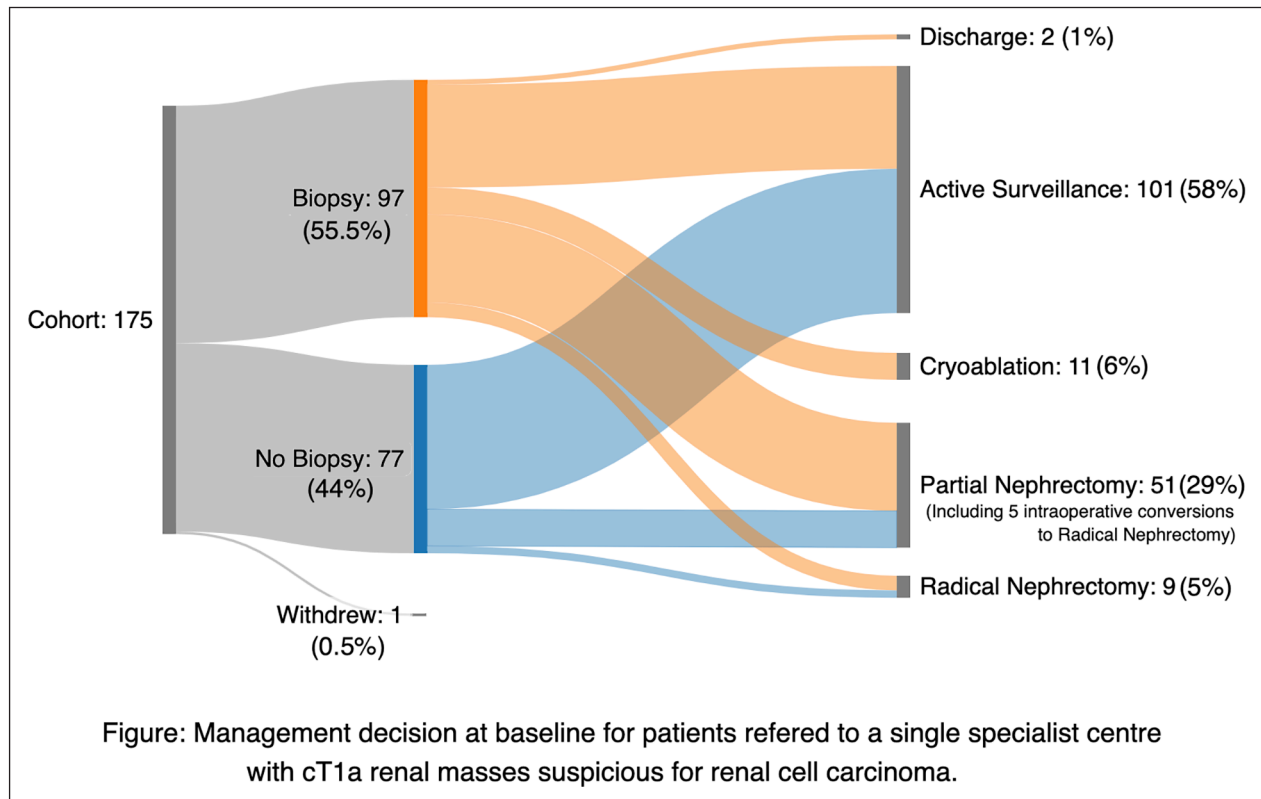 Discharge: 2 (1%)
Biopsy: 97
(55.5%)
Active Surveillance: 101 (58%)
Cohort: 175
Cryoablation: 11 (6%)
No Biopsy: 77
(44%)
Partial Nephrectomy: 51 (29%)
(Including 5 intraoperative conversions
to Radical Nephrectomy)
Radical Nephrectomy: 9 (5%)
Withdrew: 1
(0.5%)
Figure: Management decision at baseline for patients refered to a single specialist centre
with cT1a renal masses suspicious for renal cell carcinoma.